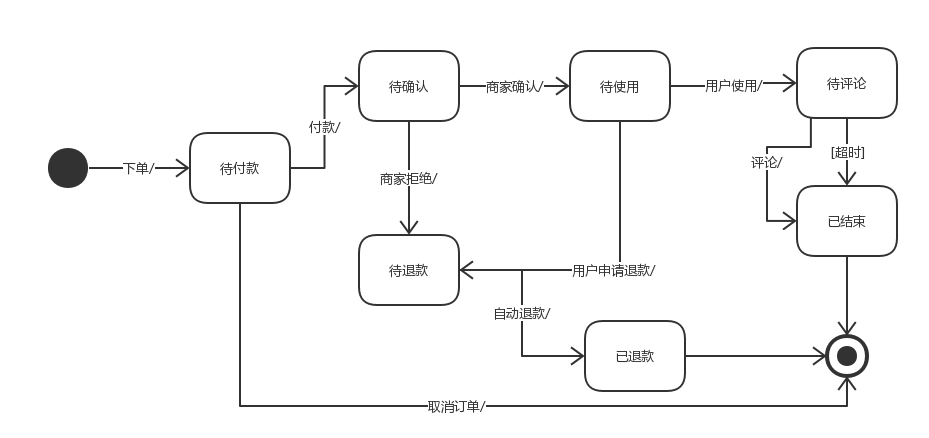 下单/
待付款
付款/
待确认
商家确认/
待使用
用户使用/
待评论
商家拒绝/
评论/
[超时]
已结束
待退款
用户申请退款/
自动退款/
已退款
取消订单/